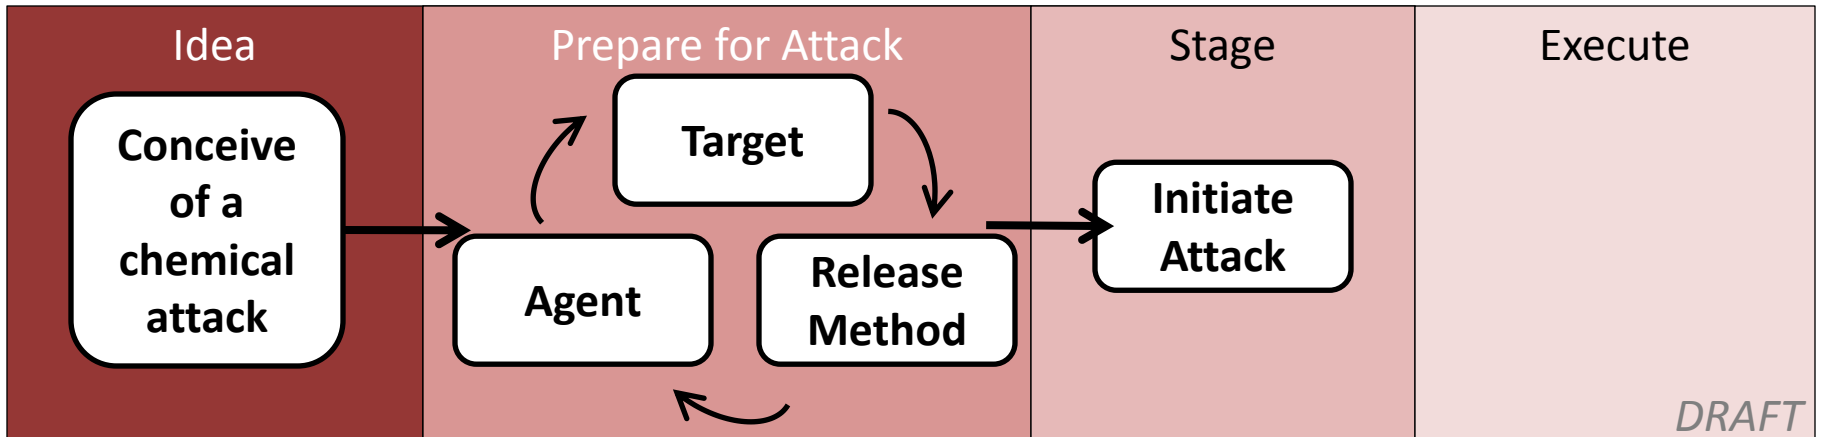 Idea
Prepare for Attack
Stage
Execute
Conceive
of a
chemical
attack
Target
Agent
Release
Method
Initiate
Attack
DRAFT